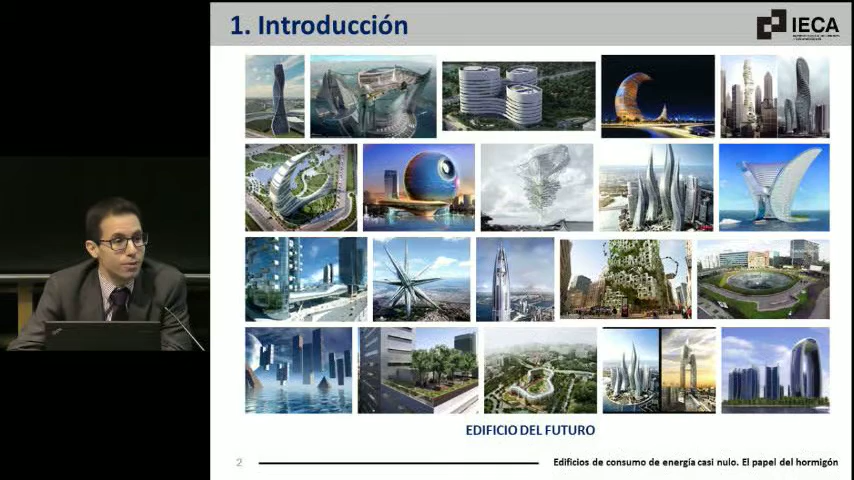 1. Introducción
IECA
EDIFICIO DEL FUTURO
2
Edificios de consumo de energía casi nulo. El papel del hormigón